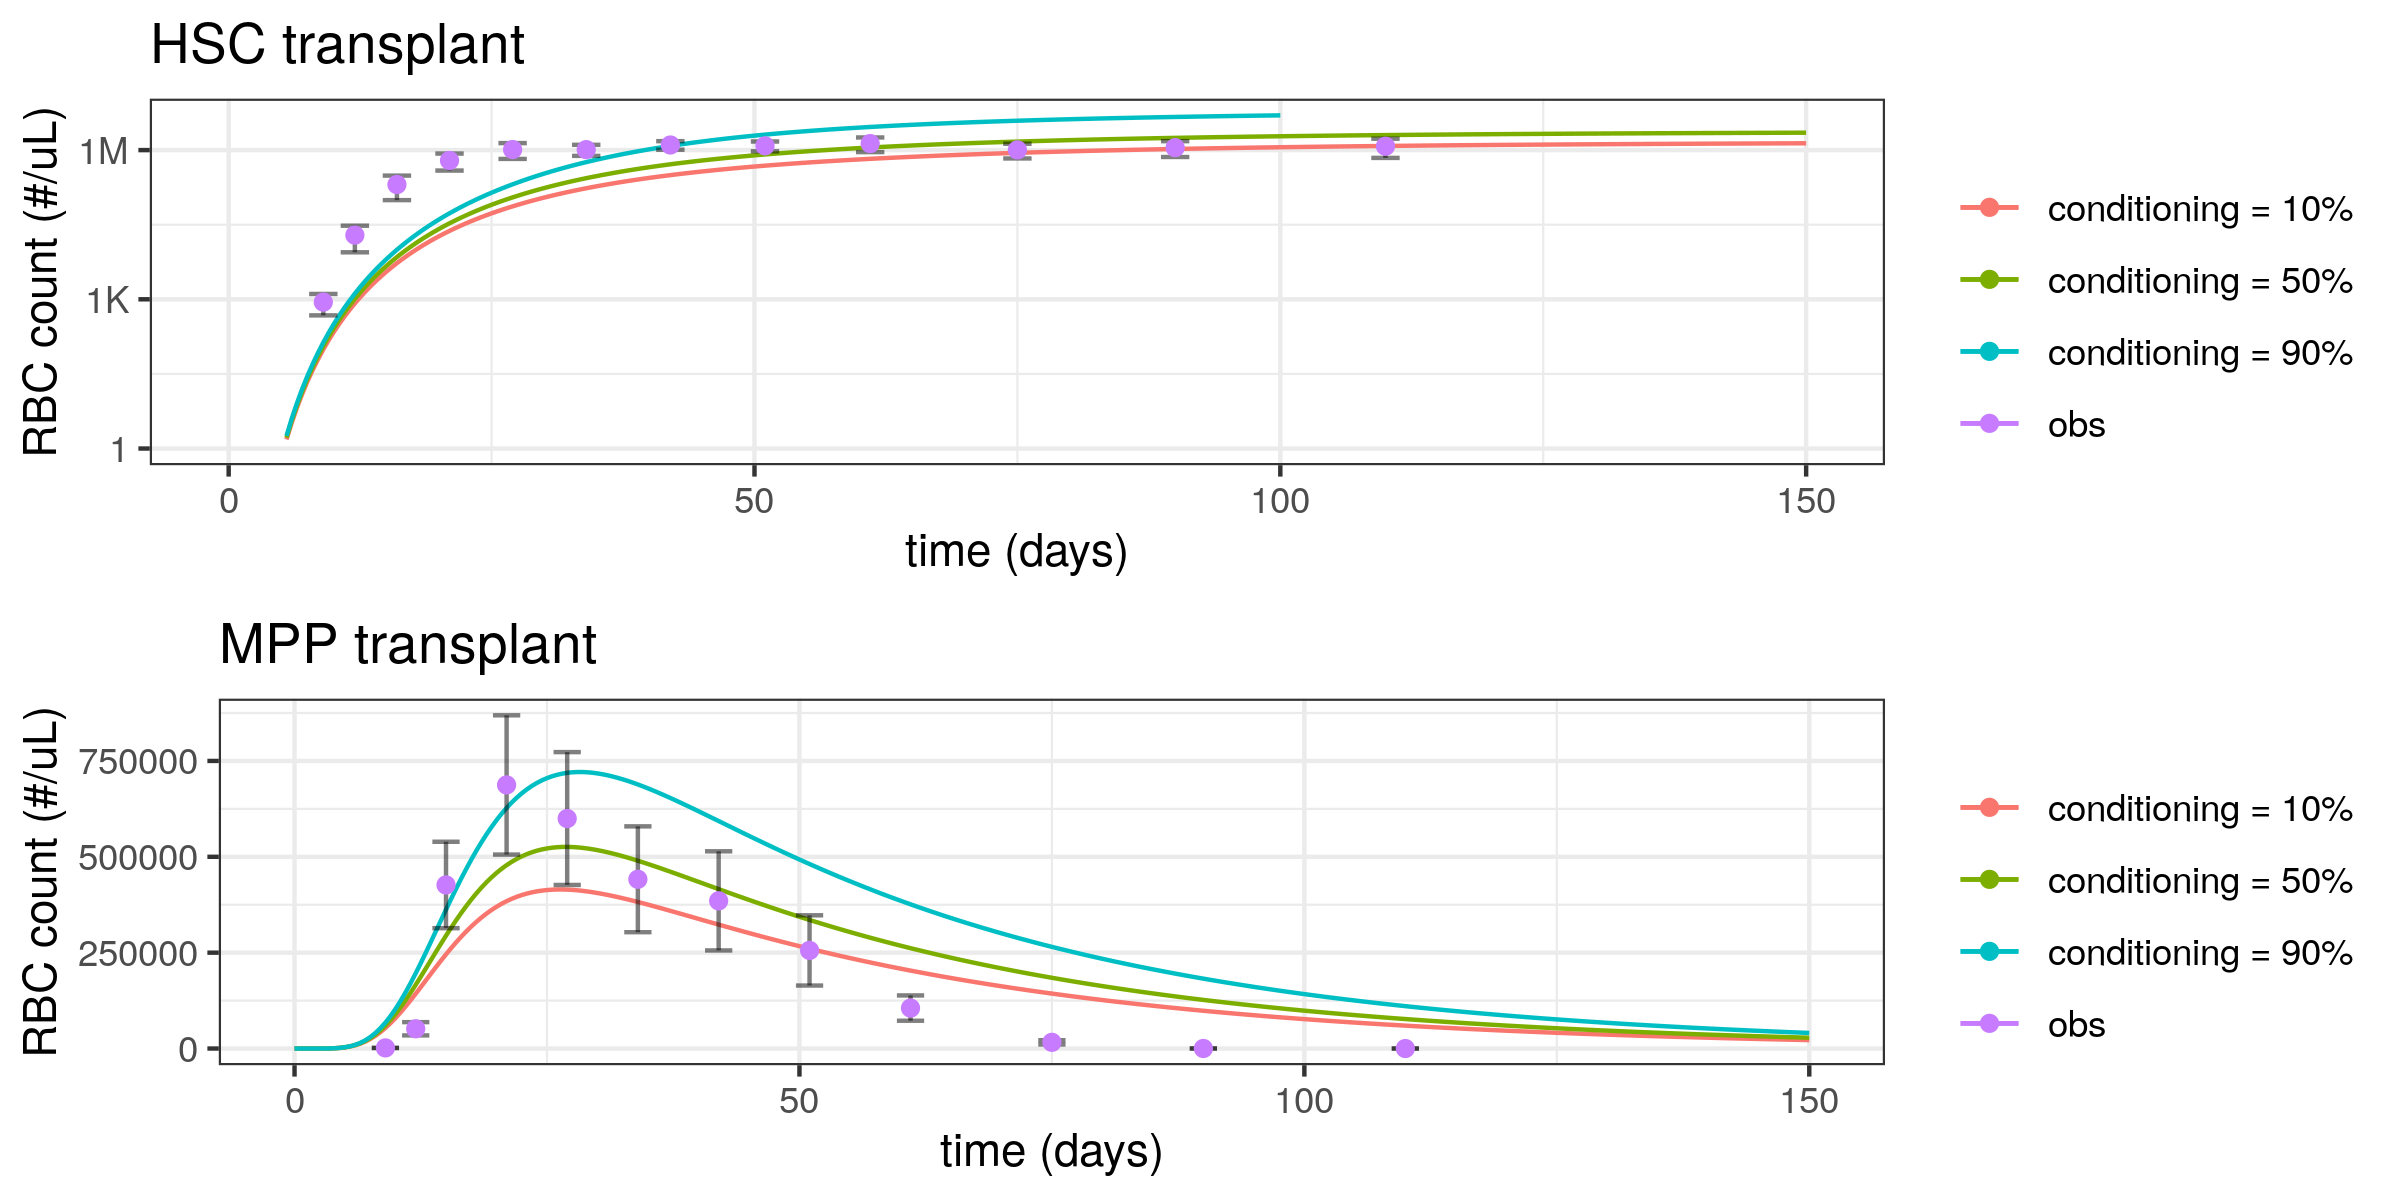 HSC transplant
RBC count (#/uL)
1M
1K
1
0 50 100 150
time (days)
conditioning = 10%
conditioning = 50%
conditioning = 90%
obs
MPP transplant
RBC count (#/uL)
750000
500000
250000
0
0 50 100 150
time (days)
conditioning = 10%
conditioning = 50%
conditioning = 90%
obs